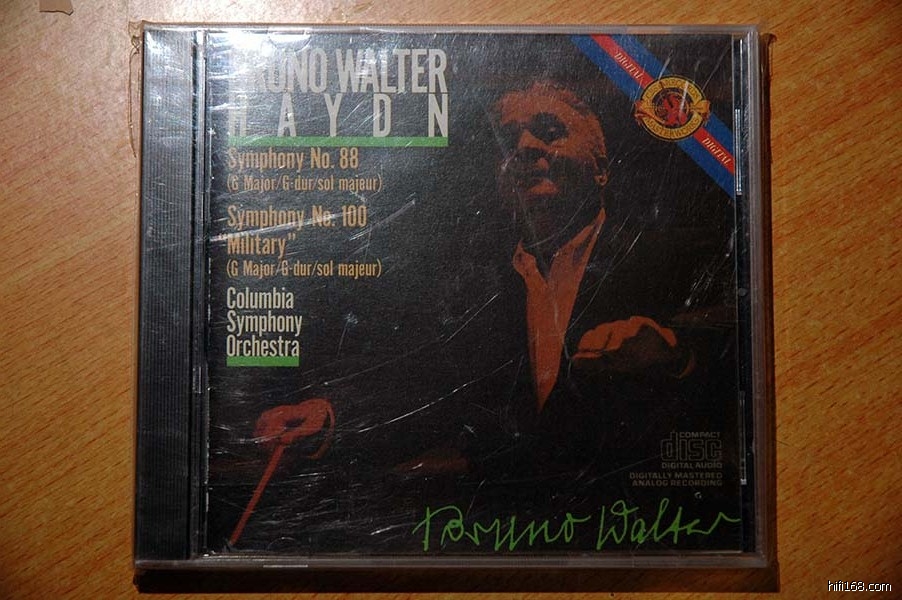 BRUNO WALTER
HAYDN
Symphony No. 88
(G Major/G-dur/sol majeur)
Symphony No. 100
"Military"
(G Major/G-dur/sol majeur)
Columbia
Symphony
Orchestra
DIGITAL
MASTERWORKS
DIGITAL
COMPACT
disc
DIGITAL AUDIO
DIGITALLY MASTERED
ANALOG RECORDING
Bruno Walter
hifi168.com